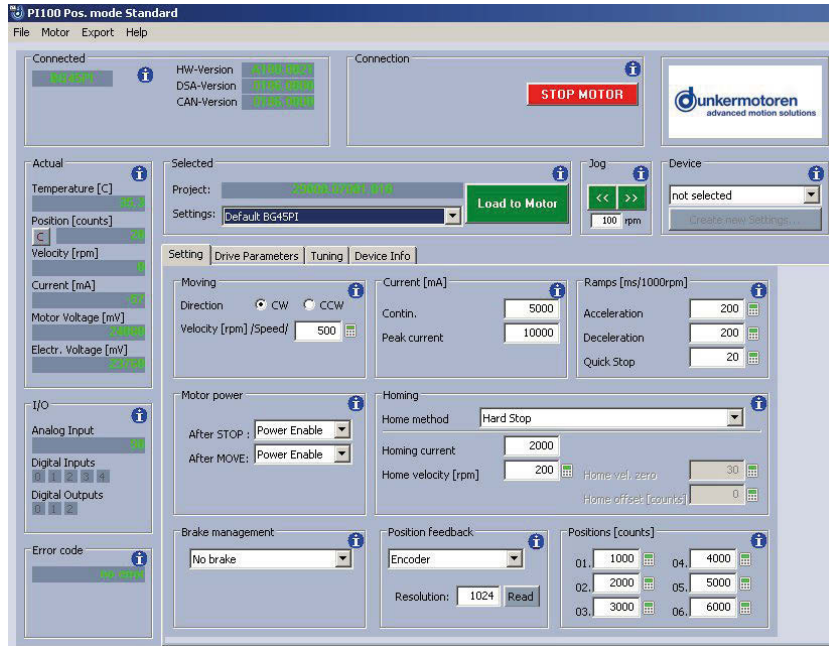 PI100 Pos. mode Standard
File Motor Export Help
Connected
BG45PI
HW-Version
DSA-Version
CAN-Version
Connection
STOP MOTOR
Dunkermotoren
advanced motion solutions
Actual
Temperature [C]
Position [counts]
C
Velocity [rpm]
0
Current [mA]
Motor Voltage [mV]
Electr. Voltage [mV]
Selected
Project:
Settings: Default BG45PI
Load to Motor
Jog
<< >>
100 rpm
Device
not selected
Create new Settings...
Setting Drive Parameters Tuning Device Info
Moving
Direction CW CCW
Velocity [rpm] /Speed/ 500
Current [mA]
Contin. 5000
Peak current 10000
Ramps [ms/1000rpm]
Acceleration 200
Deceleration 200
Quick Stop 20
I/O
Analog Input
Digital Inputs
0 1 2 3 4
Digital Outputs
0 1 2
Motor power
After STOP : Power Enable
After MOVE: Power Enable
Homing
Home method Hard Stop
Homing current 2000
Home velocity [rpm] 200
Home vel. zero 30
Home offset [counts] 0
Error code
no error
Brake management
No brake
Position feedback
Encoder
Resolution: 1024 Read
Positions [counts]
01. 1000 04. 4000
02. 2000 05. 5000
03. 3000 06. 6000